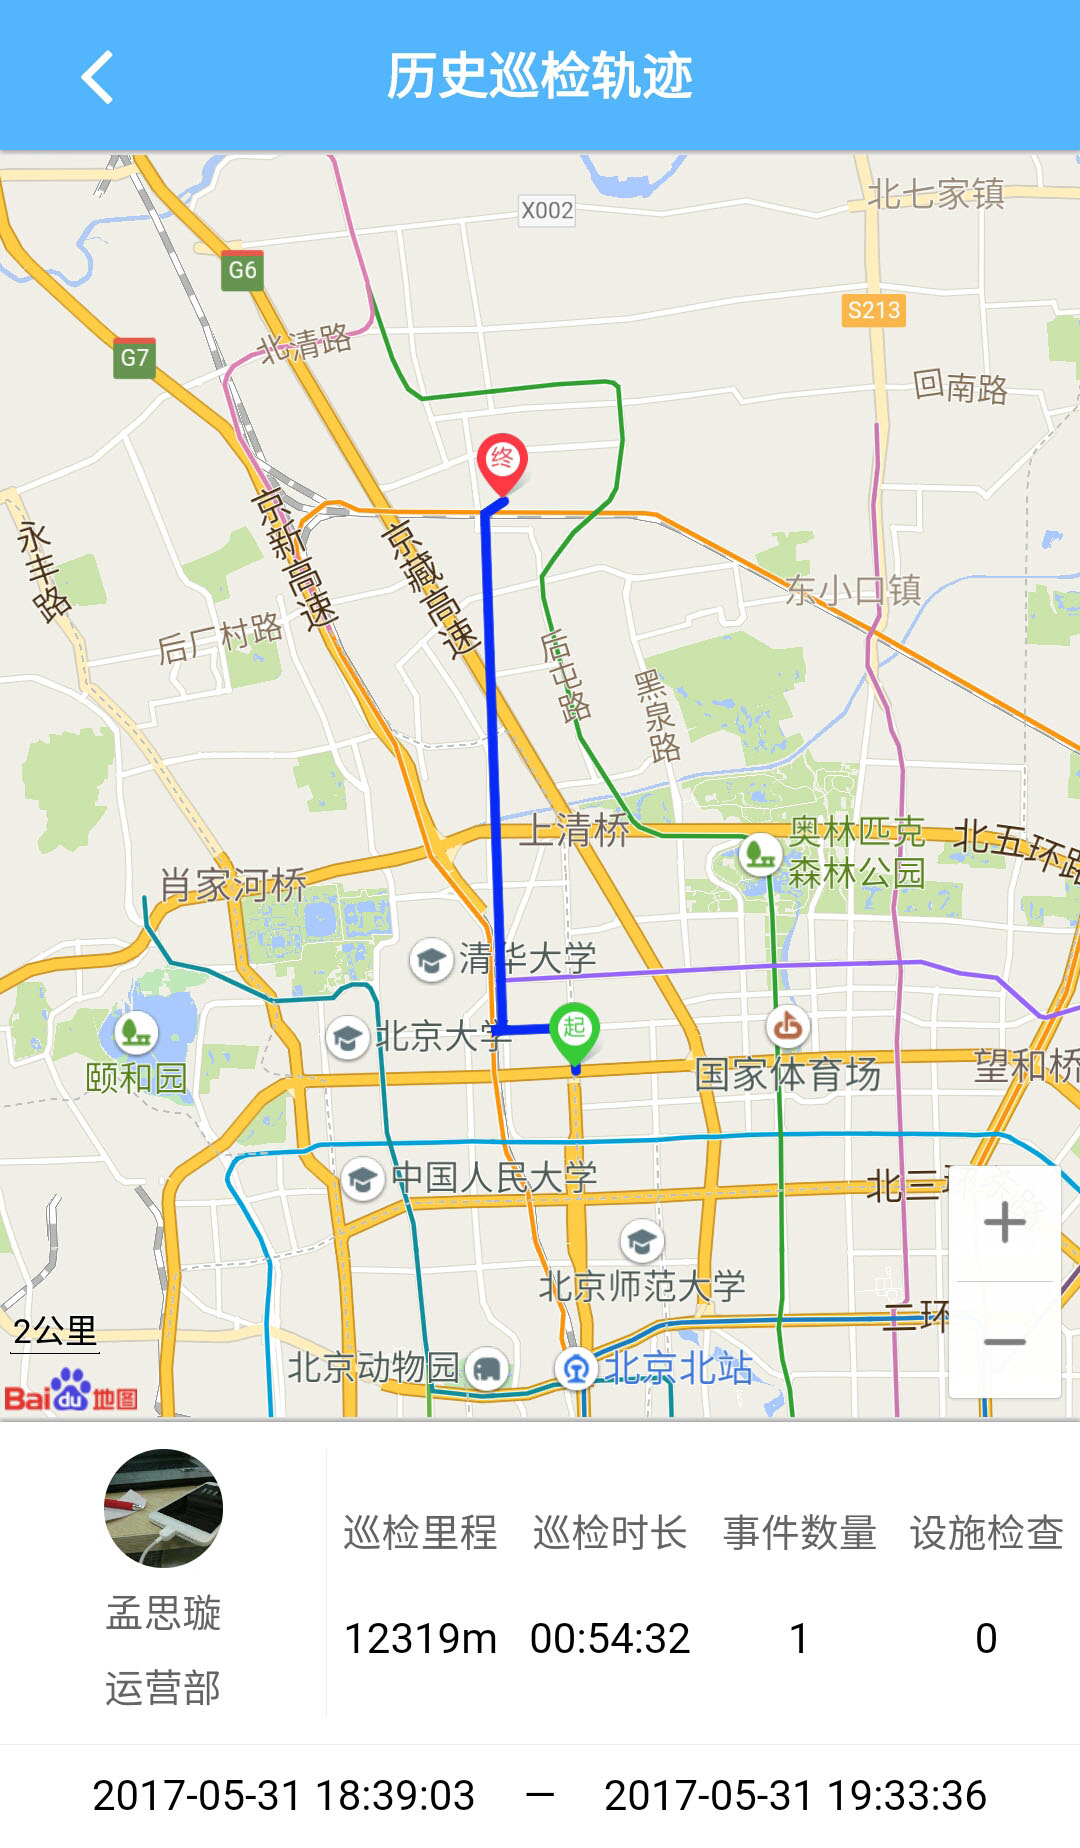 历史巡检轨迹
北七家镇
X002
G6
S213
北清路
G7
回南路
终
京新高速
永丰路
京藏高速
东小口镇
后厂村路
后屯路
黑泉路
上清桥
奥林匹克
森林公园
北五环路
肖家河桥
清华大学
起
北京大学
颐和园
国家体育场
望和桥
中国人民大学
北三环
北京师范大学
二环
2公里
北京动物园
北京北站
Bai du 地图
巡检里程 巡检时长 事件数量 设施检查
孟思璇
12319m 00:54:32 1 0
运营部
2017-05-31 18:39:03 — 2017-05-31 19:33:36